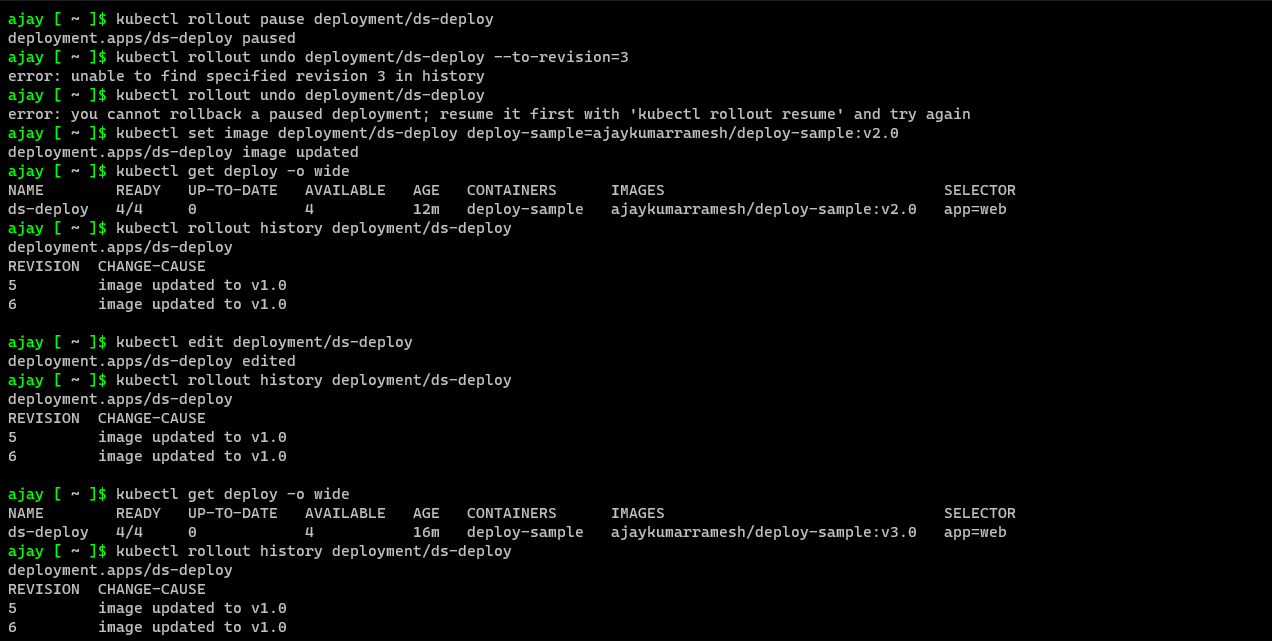 ajay [ ~ ]$ kubectl rollout pause deployment/ds-deploy
deployment.apps/ds-deploy paused
ajay [ ~ ]$ kubectl rollout undo deployment/ds-deploy --to-revision=3
error: unable to find specified revision 3 in history
ajay [ ~ ]$ kubectl rollout undo deployment/ds-deploy
error: you cannot rollback a paused deployment; resume it first with 'kubectl rollout resume' and try again
ajay [ ~ ]$ kubectl set image deployment/ds-deploy deploy-sample=ajaykumarramesh/deploy-sample:v2.0
deployment.apps/ds-deploy image updated
ajay [ ~ ]$ kubectl get deploy -o wide
NAME        READY   UP-TO-DATE   AVAILABLE   AGE   CONTAINERS      IMAGES                               SELECTOR
ds-deploy   4/4     0            4           12m   deploy-sample   ajaykumarramesh/deploy-sample:v2.0   app=web
ajay [ ~ ]$ kubectl rollout history deployment/ds-deploy
deployment.apps/ds-deploy
REVISION  CHANGE-CAUSE
5         image updated to v1.0
6         image updated to v1.0

ajay [ ~ ]$ kubectl edit deployment/ds-deploy
deployment.apps/ds-deploy edited
ajay [ ~ ]$ kubectl rollout history deployment/ds-deploy
deployment.apps/ds-deploy
REVISION  CHANGE-CAUSE
5         image updated to v1.0
6         image updated to v1.0

ajay [ ~ ]$ kubectl get deploy -o wide
NAME        READY   UP-TO-DATE   AVAILABLE   AGE   CONTAINERS      IMAGES                               SELECTOR
ds-deploy   4/4     0            4           16m   deploy-sample   ajaykumarramesh/deploy-sample:v3.0   app=web
ajay [ ~ ]$ kubectl rollout history deployment/ds-deploy
deployment.apps/ds-deploy
REVISION  CHANGE-CAUSE
5         image updated to v1.0
6         image updated to v1.0